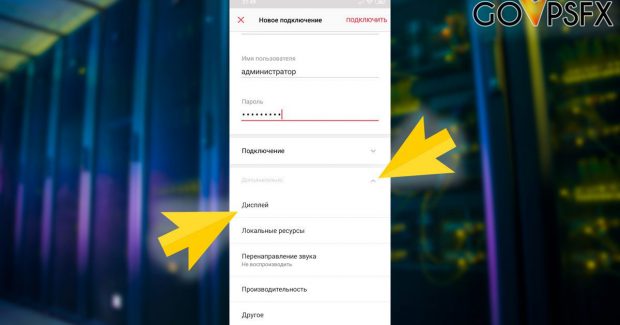 GOVPSFX
Новое подключение
ПОДКЛЮЧИТЬ
Имя пользователя
администратор
Пароль
•••••••••
Подключение
Дополнительно
Дисплей
Локальные ресурсы
Перенаправление звука
Не воспроизводить
Производительность
Другое